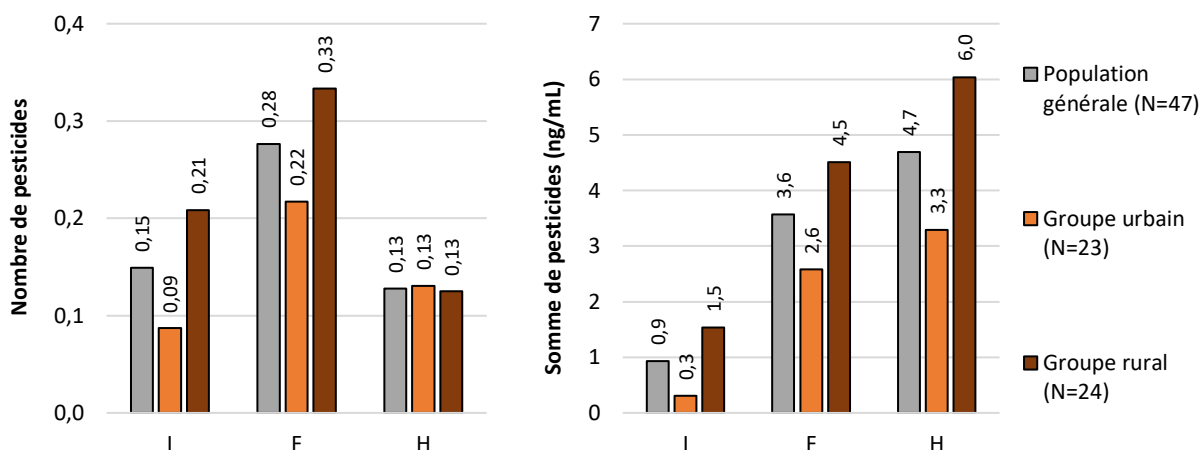 Nombre de pesticides
0,4
0,3
0,2
0,1
0,0
0,15
0,09
0,21
0,28
0,22
0,33
0,13
0,13
0,13
I
F
H
Somme de pesticides (ng/mL)
7
6
5
4
3
2
1
0
0,9
0,3
1,5
3,6
2,6
4,5
4,7
3,3
6,0
I
F
H
Population
générale (N=47)
Groupe urbain
(N=23)
Groupe rural
(N=24)